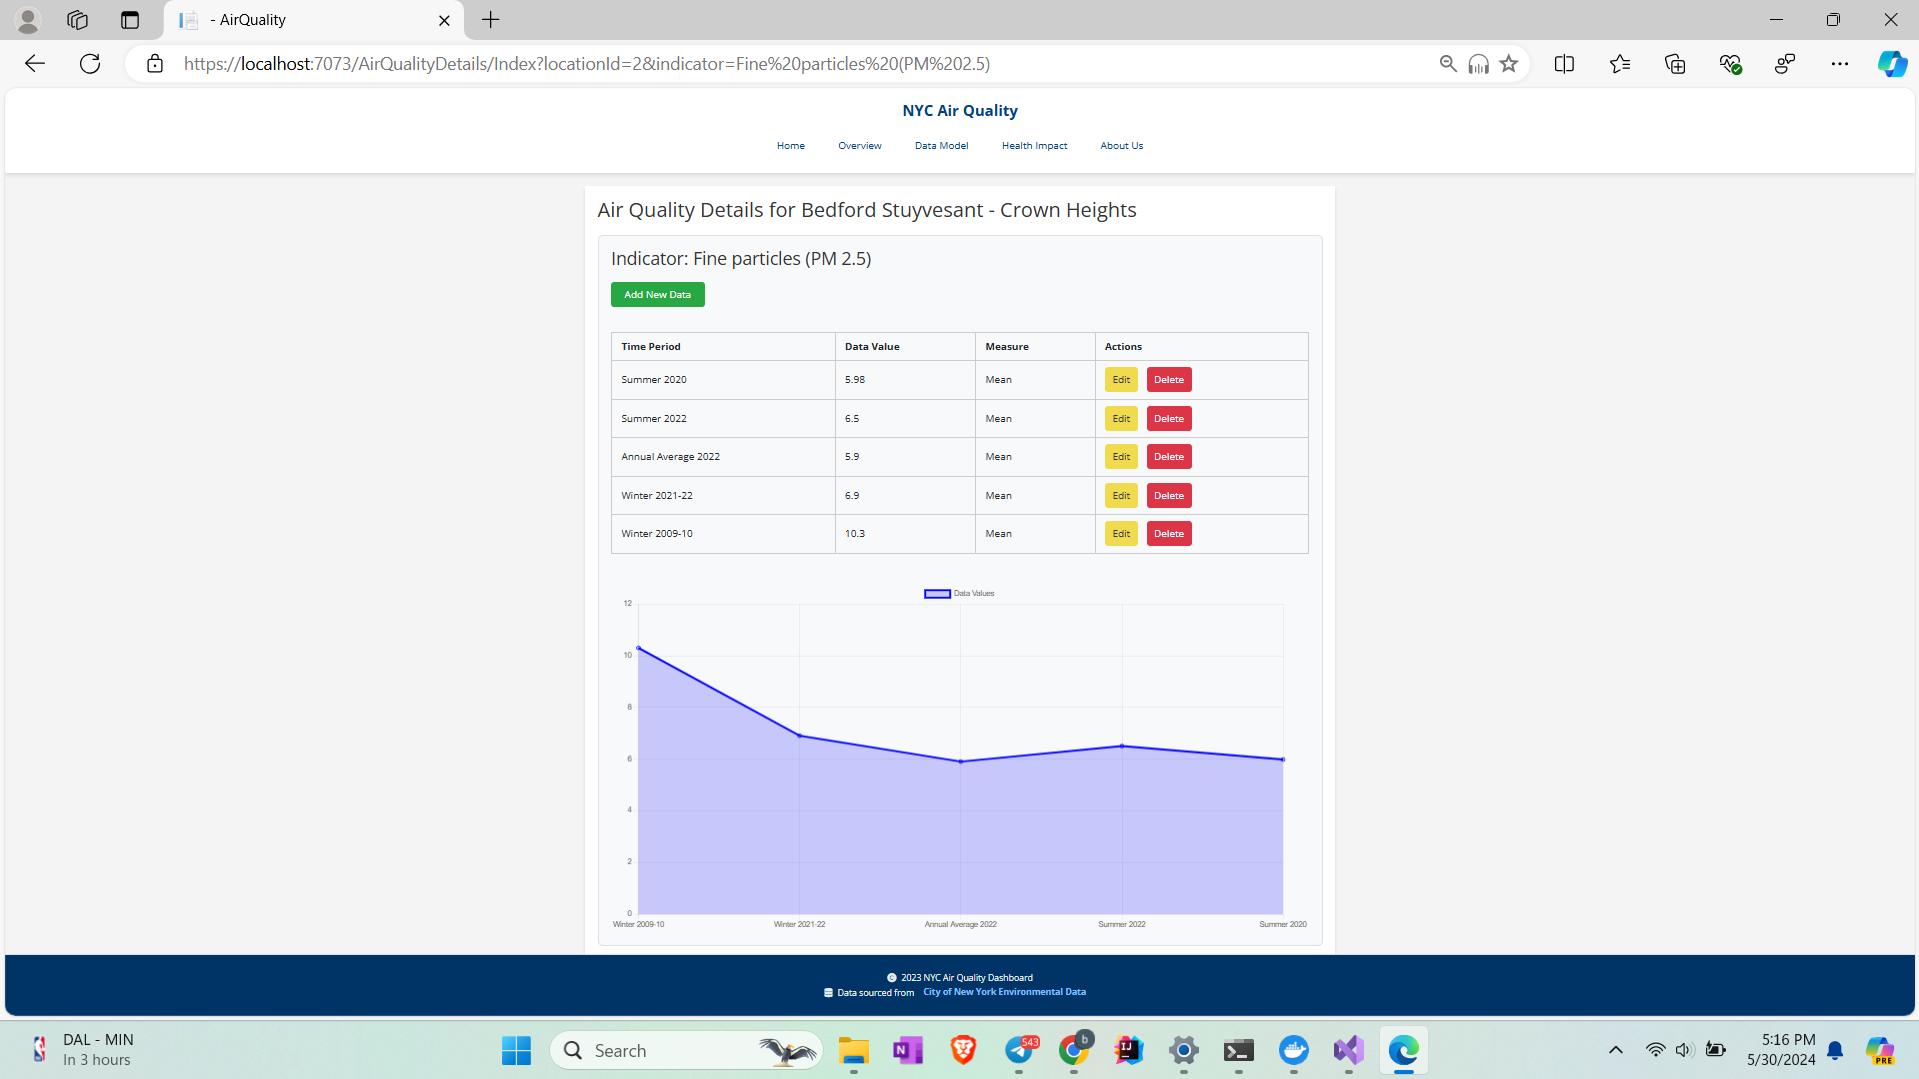 - AirQuality
https://localhost:7073/AirQualityDetails/Index?locationId=2&indicator=Fine%20particles%20(PM%202.5)
NYC Air Quality
Home Overview Data Model Health Impact About Us
Air Quality Details for Bedford Stuyvesant - Crown Heights
Indicator: Fine particles (PM 2.5)
Add New Data
Time Period Data Value Measure Actions
Summer 2020 5.98 Mean Edit Delete
Summer 2022 6.5 Mean Edit Delete
Annual Average 2022 5.9 Mean Edit Delete
Winter 2021-22 6.9 Mean Edit Delete
Winter 2009-10 10.3 Mean Edit Delete
Data Values
12
10
8
6
4
2
0
Winter 2009-10 Winter 2021-22 Annual Average 2022 Summer 2022 Summer 2020
© 2023 NYC Air Quality Dashboard
Data sourced from City of New York Environmental Data
DAL - MIN
In 3 hours
Search
N
543
b
IJ
5:16 PM
5/30/2024
PRE